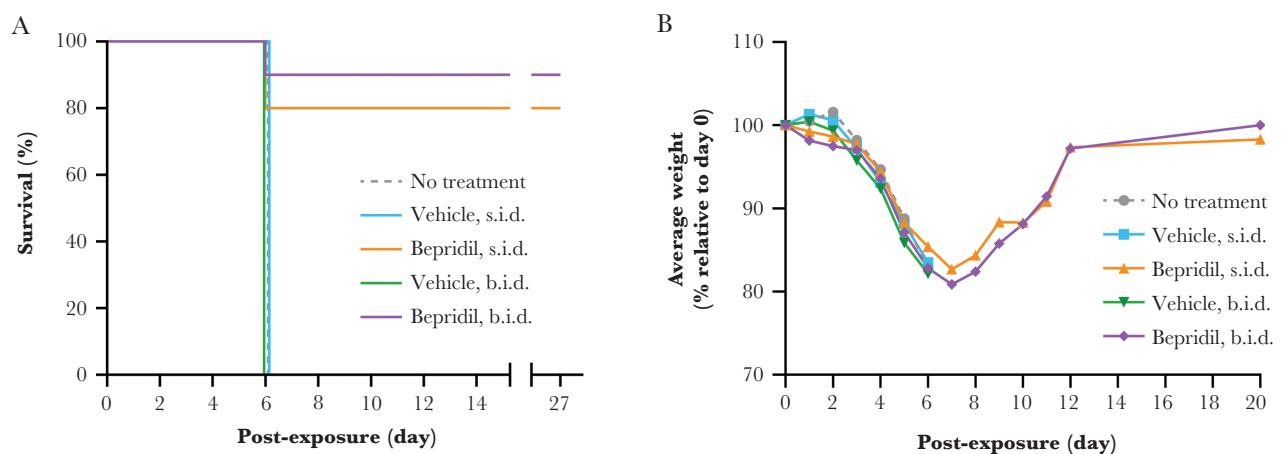 A
100
80
60
40
20
0
Survival (%)
No treatment
Vehicle, s.i.d.
Bepridil, s.i.d.
Vehicle, b.i.d.
Bepridil, b.i.d.
0 2 4 6 8 10 12 14 27
Post-exposure (day)
B
110
100
90
80
70
Average weight
(% relative to day 0)
No treatment
Vehicle, s.i.d.
Bepridil, s.i.d.
Vehicle, b.i.d.
Bepridil, b.i.d.
0 2 4 6 8 10 12 14 16 18 20
Post-exposure (day)